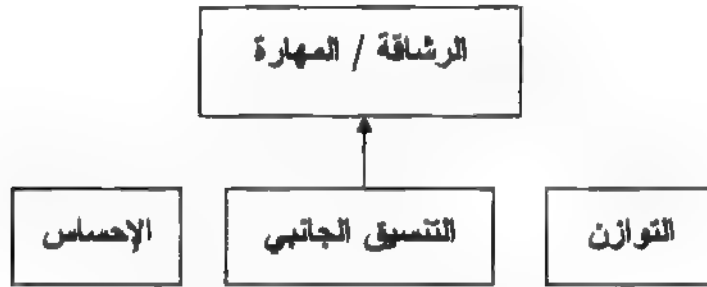 الرشاقة / المهارة
التوازن
التنسيق الجانبي
الإحساس